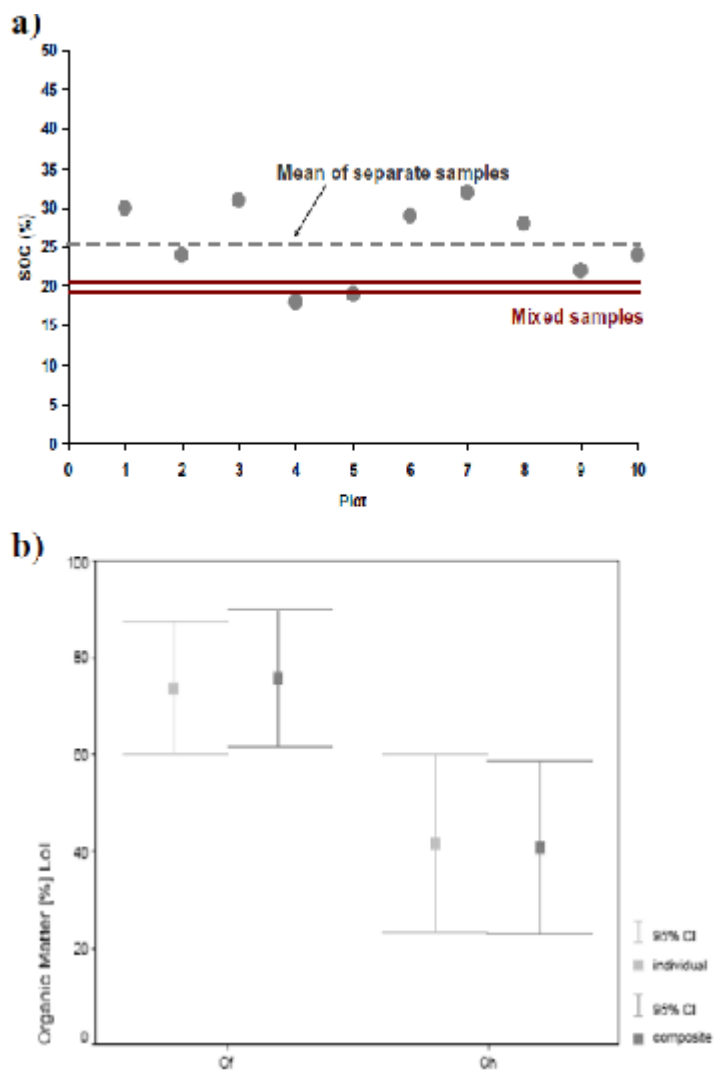 a)
50
45
40
35
30
25
20
15
10
5
0
SOC (%)
Mean of separate samples
Mixed samples
0 1 2 3 4 5 6 7 8 9 10
Plot
b)
100
80
60
40
20
0
Organic Matter [%] LoI
Of Oh
95% CI
individual
95% CI
composite